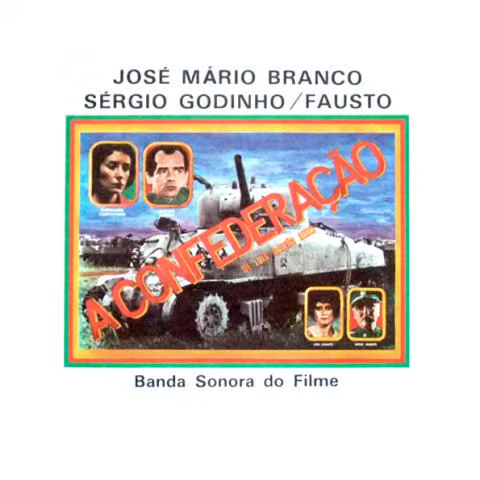 JOSÉ MÁRIO BRANCO
SÉRGIO GODINHO/FAUSTO
A CONFEDERAÇÃO
Banda Sonora do Filme